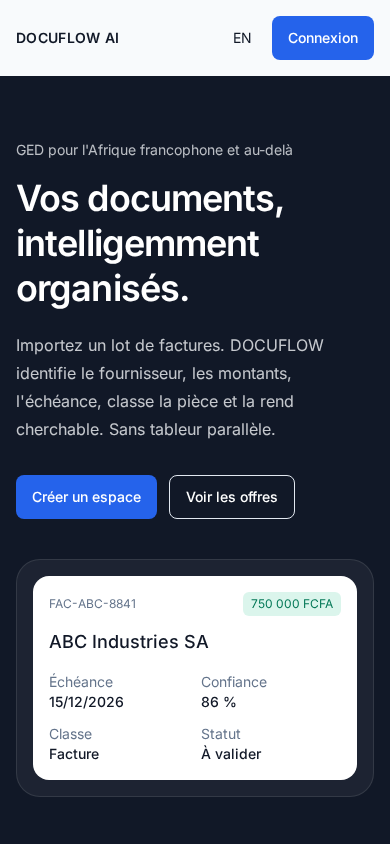 DOCUFLOW AI
EN
Connexion
GED pour l'Afrique francophone et au-delà
Vos documents,
intelligemment
organisés.
Importez un lot de factures. DOCUFLOW
identifie le fournisseur, les montants,
l'échéance, classe la pièce et la rend
cherchable. Sans tableur parallèle.
Créer un espace
Voir les offres
FAC-ABC-8841
750 000 FCFA
ABC Industries SA
Échéance
15/12/2026
Confiance
86 %
Classe
Facture
Statut
À valider